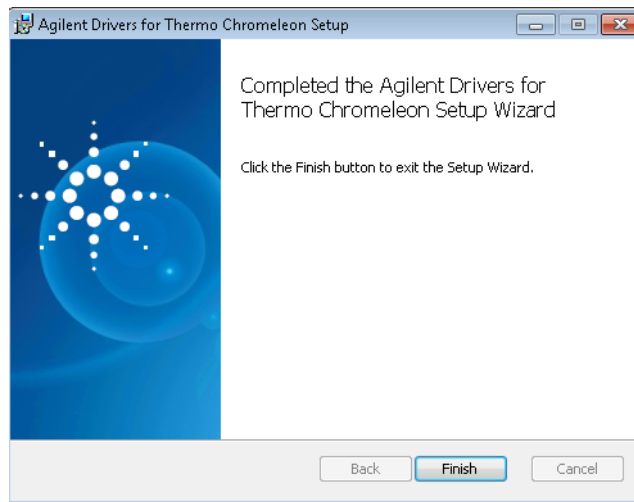 Agilent Drivers for Thermo Chromeleon Setup
Completed the Agilent Drivers for
Thermo Chromeleon Setup Wizard
Click the Finish button to exit the Setup Wizard.
Back
Finish
Cancel